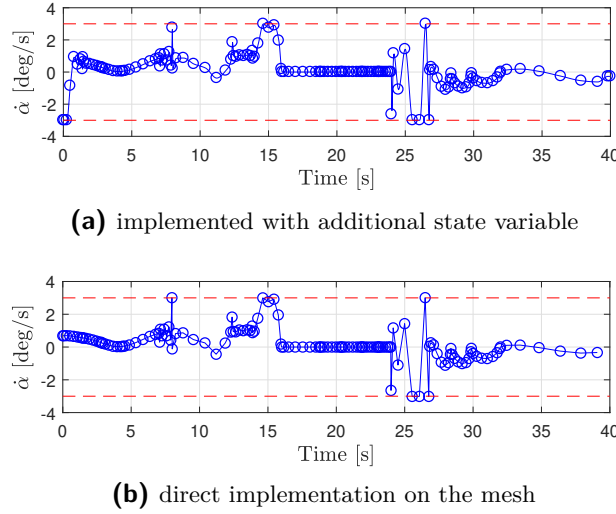 4
2
0
-2
-4
α̇ [deg/s]
0 5 10 15 20 25 30 35 40
Time [s]
(a) implemented with additional state variable
4
2
0
-2
-4
α̇ [deg/s]
0 5 10 15 20 25 30 35 40
Time [s]
(b) direct implementation on the mesh